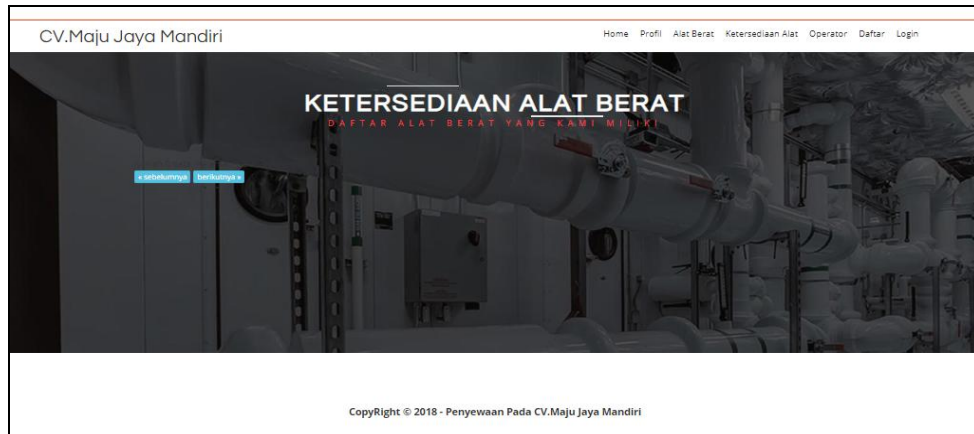 CV.Maju Jaya Mandiri
Home Profil Alat Berat Ketersediaan Alat Operator Daftar Login
KETERSEDIAAN ALAT BERAT
DAFTAR ALAT BERAT YANG KAMI MILIKI
« sebelumnya berikutnya »
CopyRight © 2018 - Penyewaan Pada CV.Maju Jaya Mandiri